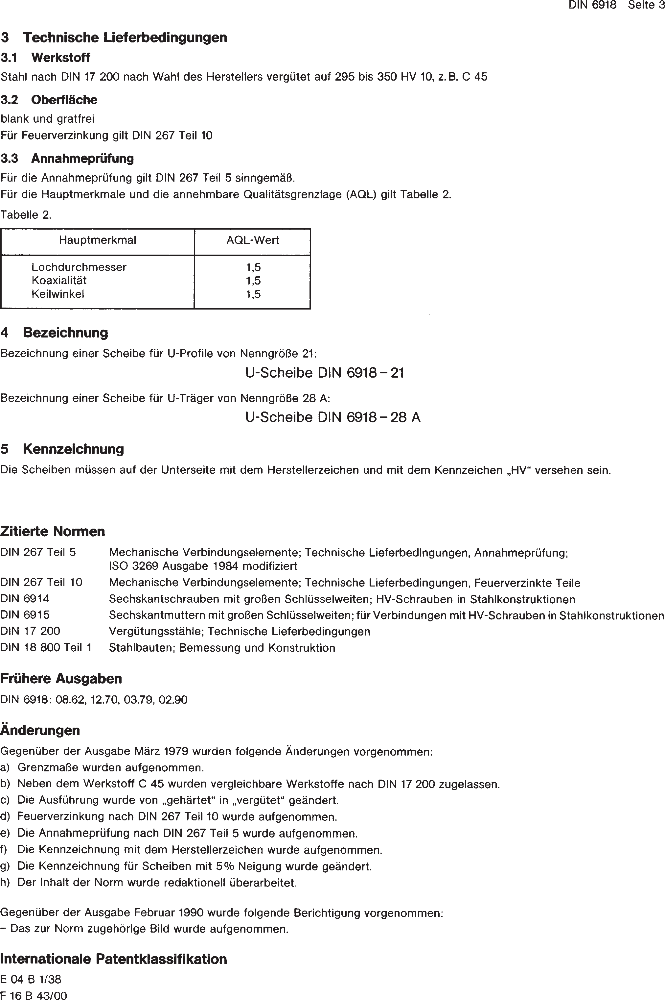 DIN 6918 Seite 3
3 Technische Lieferbedingungen
3.1 Werkstoff
Stahl nach DIN 17 200 nach Wahl des Herstellers vergütet auf 295 bis 350 HV 10, z. B. C 45
3.2 Oberfläche
blank und gratfrei
Für Feuerverzinkung gilt DIN 267 Teil 10
3.3 Annahmeprüfung
Für die Annahmeprüfung gilt DIN 267 Teil 5 sinngemäß.
Für die Hauptmerkmale und die annehmbare Qualitätsgrenzlage (AQL) gilt Tabelle 2.
Tabelle 2.
Hauptmerkmal AQL-Wert
Lochdurchmesser 1,5
Koaxialität 1,5
Keilwinkel 1,5
4 Bezeichnung
Bezeichnung einer Scheibe für U-Profile von Nenngröße 21:
U-Scheibe DIN 6918 – 21
Bezeichnung einer Scheibe für U-Träger von Nenngröße 28 A:
U-Scheibe DIN 6918 – 28 A
5 Kennzeichnung
Die Scheiben müssen auf der Unterseite mit dem Herstellerzeichen und mit dem Kennzeichen „HV“ versehen sein.
Zitierte Normen
DIN 267 Teil 5 Mechanische Verbindungselemente; Technische Lieferbedingungen, Annahmeprüfung;
ISO 3269 Ausgabe 1984 modifiziert
DIN 267 Teil 10 Mechanische Verbindungselemente; Technische Lieferbedingungen, Feuerverzinkte Teile
DIN 6914 Sechskantschrauben mit großen Schlüsselweiten; HV-Schrauben in Stahlkonstruktionen
DIN 6915 Sechskantmuttern mit großen Schlüsselweiten; für Verbindungen mit HV-Schrauben in Stahlkonstruktionen
DIN 17 200 Vergütungsstähle; Technische Lieferbedingungen
DIN 18 800 Teil 1 Stahlbauten; Bemessung und Konstruktion
Frühere Ausgaben
DIN 6918: 08.62, 12.70, 03.79, 02.90
Änderungen
Gegenüber der Ausgabe März 1979 wurden folgende Änderungen vorgenommen:
a) Grenzmaße wurden aufgenommen.
b) Neben dem Werkstoff C 45 wurden vergleichbare Werkstoffe nach DIN 17 200 zugelassen.
c) Die Ausführung wurde von „gehärtet“ in „vergütet“ geändert.
d) Feuerverzinkung nach DIN 267 Teil 10 wurde aufgenommen.
e) Die Annahmeprüfung nach DIN 267 Teil 5 wurde aufgenommen.
f) Die Kennzeichnung mit dem Herstellerzeichen wurde aufgenommen.
g) Die Kennzeichnung für Scheiben mit 5% Neigung wurde geändert.
h) Der Inhalt der Norm wurde redaktionell überarbeitet.
Gegenüber der Ausgabe Februar 1990 wurde folgende Berichtigung vorgenommen:
– Das zur Norm zugehörige Bild wurde aufgenommen.
Internationale Patentklassifikation
E 04 B 1/38
F 16 B 43/00